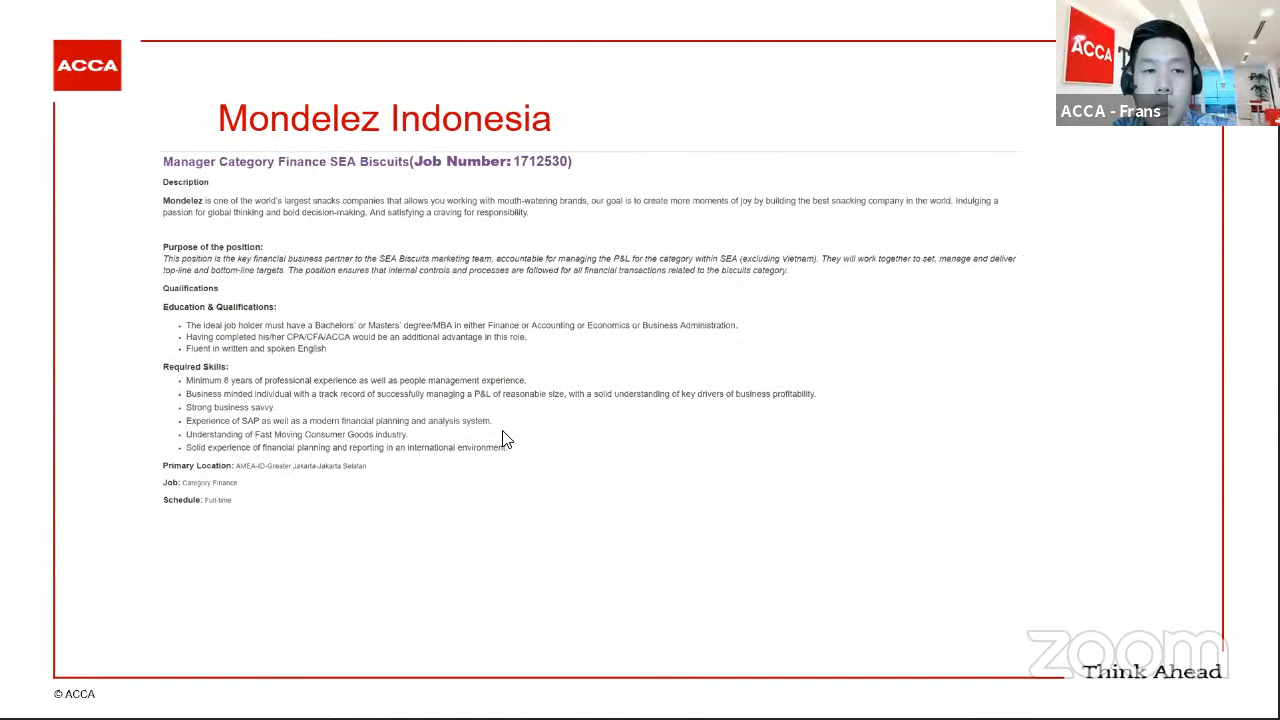 ACCA
Mondelez Indonesia
ACCA
ACCA - Frans
Manager Category Finance SEA Biscuits(Job Number: 1712530)
Description
Mondelez is one of the world's largest snacks companies that allows you working with mouth-watering brands, our goal is to create more moments of joy by building the best snacking company in the world. Indulging a
passion for global thinking and bold decision-making. And satisfying a craving for responsibility.
Purpose of the position:
This position is the key financial business partner to the SEA Biscuits marketing team, accountable for managing the P&L for the category within SEA (excluding Vietnam). They will work together to set, manage and deliver
top-line and bottom-line targets. The position ensures that internal controls and processes are followed for all financial transactions related to the biscuits category.
Qualifications
Education & Qualifications:
• The ideal job holder must have a Bachelors' or Masters' degree/MBA in either Finance or Accounting or Economics or Business Administration.
• Having completed his/her CPA/CFA/ACCA would be an additional advantage in this role.
• Fluent in written and spoken English
Required Skills:
• Minimum 8 years of professional experience as well as people management experience.
• Business minded individual with a track record of successfully managing a P&L of reasonable size, with a solid understanding of key drivers of business profitability.
• Strong business savvy
• Experience of SAP as well as a modern financial planning and analysis system.
• Understanding of Fast Moving Consumer Goods industry.
• Solid experience of financial planning and reporting in an international environment.
Primary Location: AMEA-ID-Greater Jakarta-Jakarta Selatan
Job: Category Finance
Schedule: Full-time
zoom
Think Ahead
© ACCA